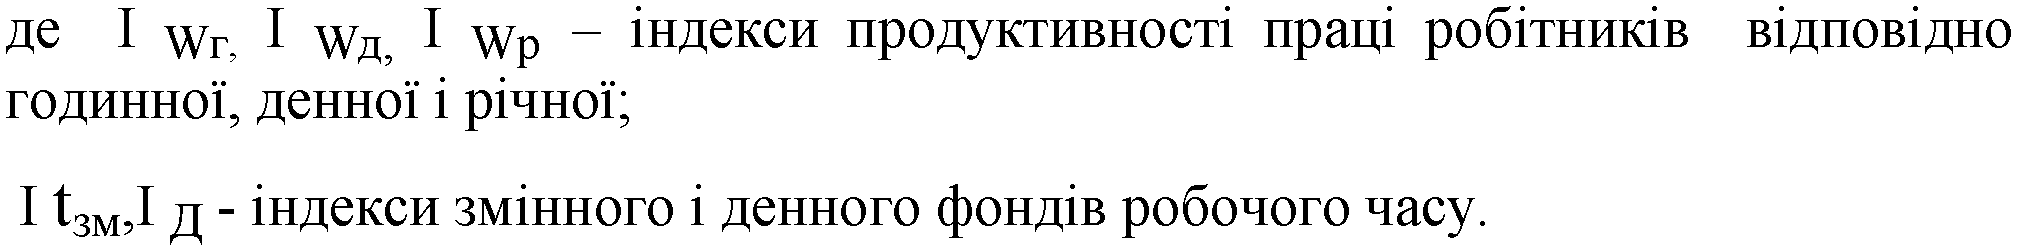 де I Wг, I Wд, I Wр – індекси продуктивності праці робітників відповідно
годинної, денної і річної;
I tзм,I Д - індекси змінного і денного фондів робочого часу.